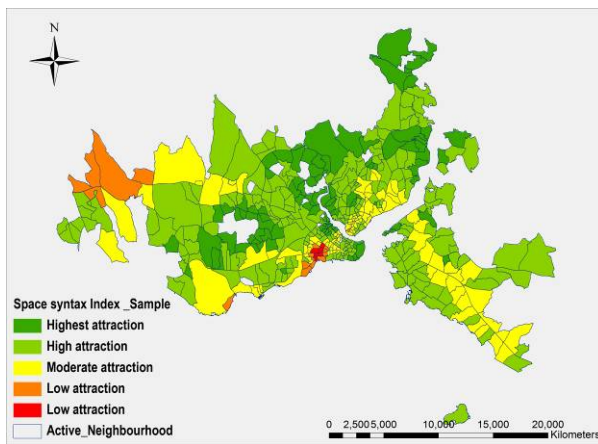 N
Space syntax Index _Sample
Highest attraction
High attraction
Moderate attraction
Low attraction
Low attraction
Active_Neighbourhood
0 2,500 5,000 10,000 15,000 20,000
Kilometers